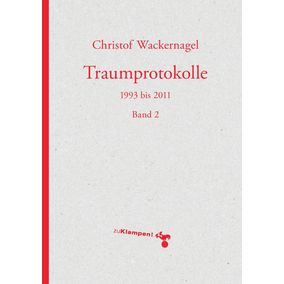 Christof Wackernagel
Traumprotokolle
1993 bis 2011
Band 2
zuKlampen!